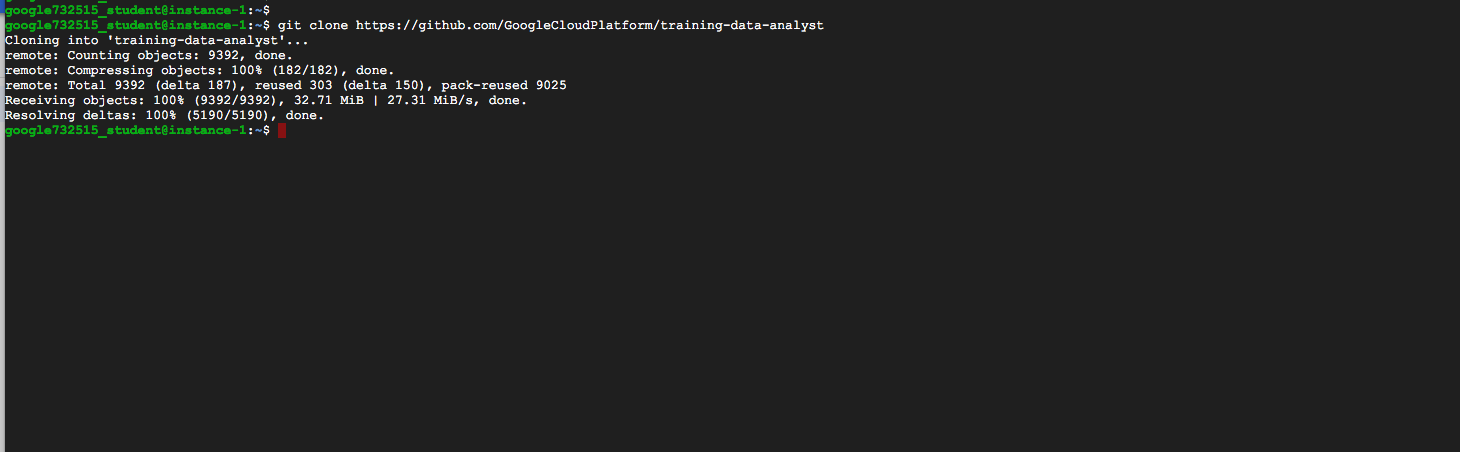 google732515_student@instance-1:~$
google732515_student@instance-1:~$ git clone https://github.com/GoogleCloudPlatform/training-data-analyst
Cloning into 'training-data-analyst'...
remote: Counting objects: 9392, done.
remote: Compressing objects: 100% (182/182), done.
remote: Total 9392 (delta 187), reused 303 (delta 150), pack-reused 9025
Receiving objects: 100% (9392/9392), 32.71 MiB | 27.31 MiB/s, done.
Resolving deltas: 100% (5190/5190), done.
google732515_student@instance-1:~$